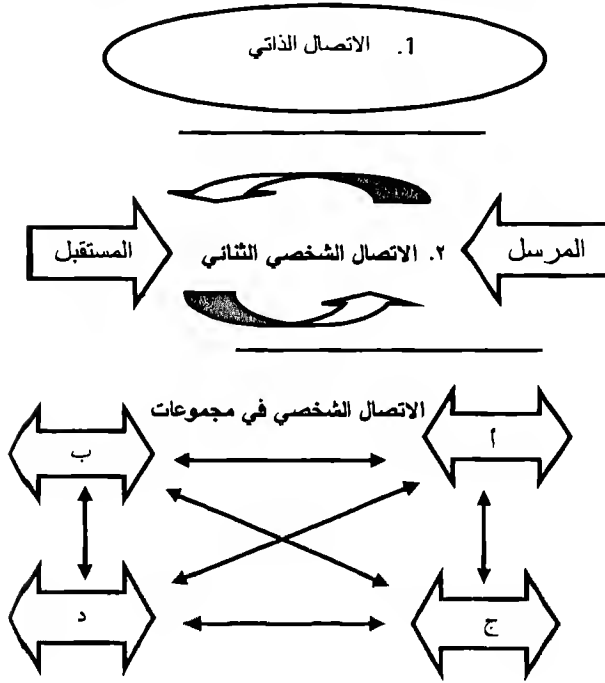 1. الاتصال الذاتي
المرسل
٢. الاتصال الشخصي الثنائي
المستقبل
الاتصال الشخصي في مجموعات
أ
ب
ج
د